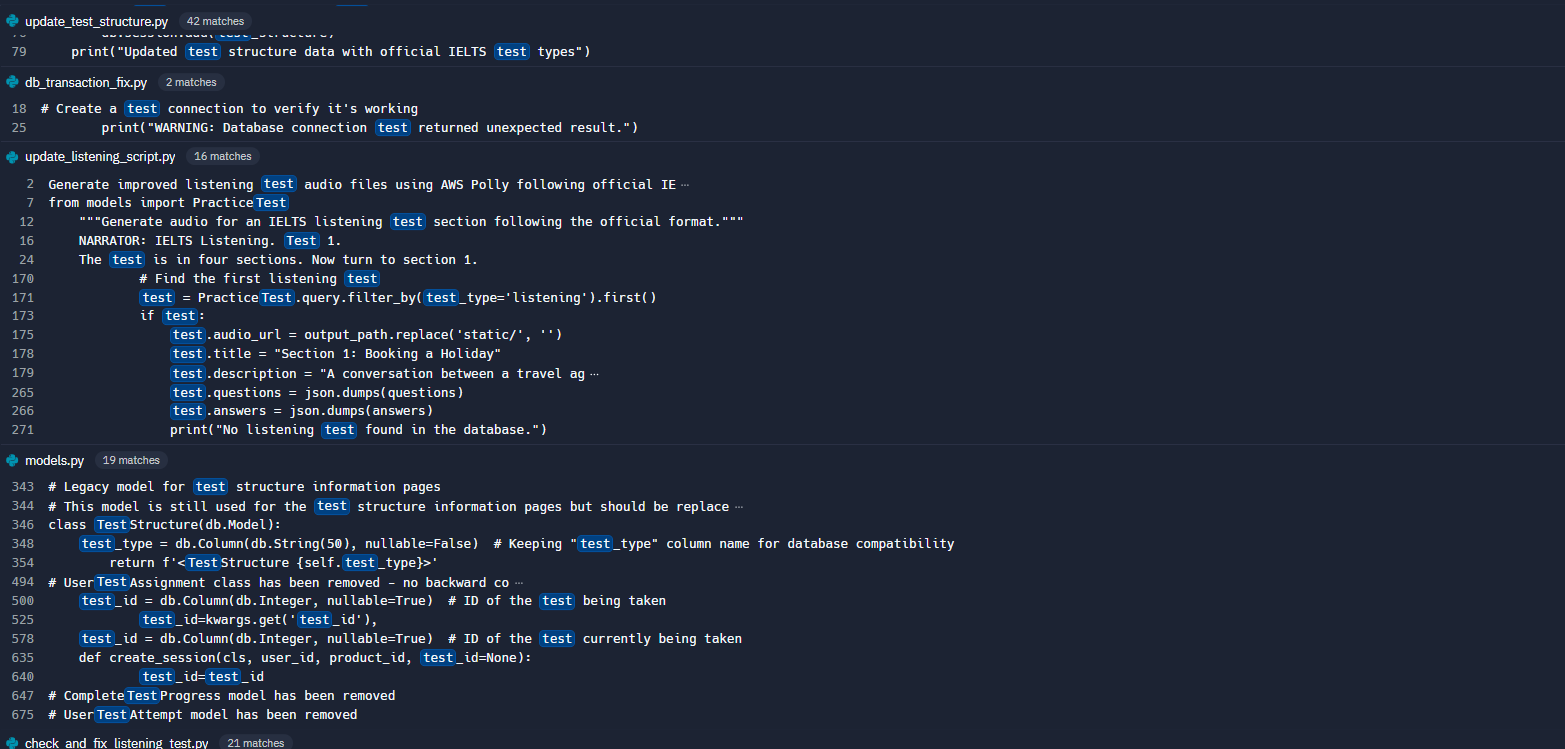 update_test_structure.py 42 matches
78 db.session.add(test_structure)
79 print("Updated test structure data with official IELTS test types")
db_transaction_fix.py 2 matches
18 # Create a test connection to verify it's working
25 print("WARNING: Database connection test returned unexpected result.")
update_listening_script.py 16 matches
2 Generate improved listening test audio files using AWS Polly following official IE ...
7 from models import PracticeTest
12 """Generate audio for an IELTS listening test section following the official format."""
16 NARRATOR: IELTS Listening. Test 1.
24 The test is in four sections. Now turn to section 1.
170 # Find the first listening test
171 test = PracticeTest.query.filter_by(test_type='listening').first()
173 if test:
175 test.audio_url = output_path.replace('static/', '')
178 test.title = "Section 1: Booking a Holiday"
179 test.description = "A conversation between a travel ag ...
265 test.questions = json.dumps(questions)
266 test.answers = json.dumps(answers)
271 print("No listening test found in the database.")
models.py 19 matches
343 # Legacy model for test structure information pages
344 # This model is still used for the test structure information pages but should be replace ...
346 class TestStructure(db.Model):
348 test_type = db.Column(db.String(50), nullable=False) # Keeping "test_type" column name for database compatibility
354 return f'<TestStructure {self.test_type}>'
494 # UserTestAssignment class has been removed - no backward co ...
500 test_id = db.Column(db.Integer, nullable=True) # ID of the test being taken
525 test_id=kwargs.get('test_id'),
578 test_id = db.Column(db.Integer, nullable=True) # ID of the test currently being taken
635 def create_session(cls, user_id, product_id, test_id=None):
640 test_id=test_id
647 # CompleteTestProgress model has been removed
675 # UserTestAttempt model has been removed
check_and_fix_listening_test.py 21 matches